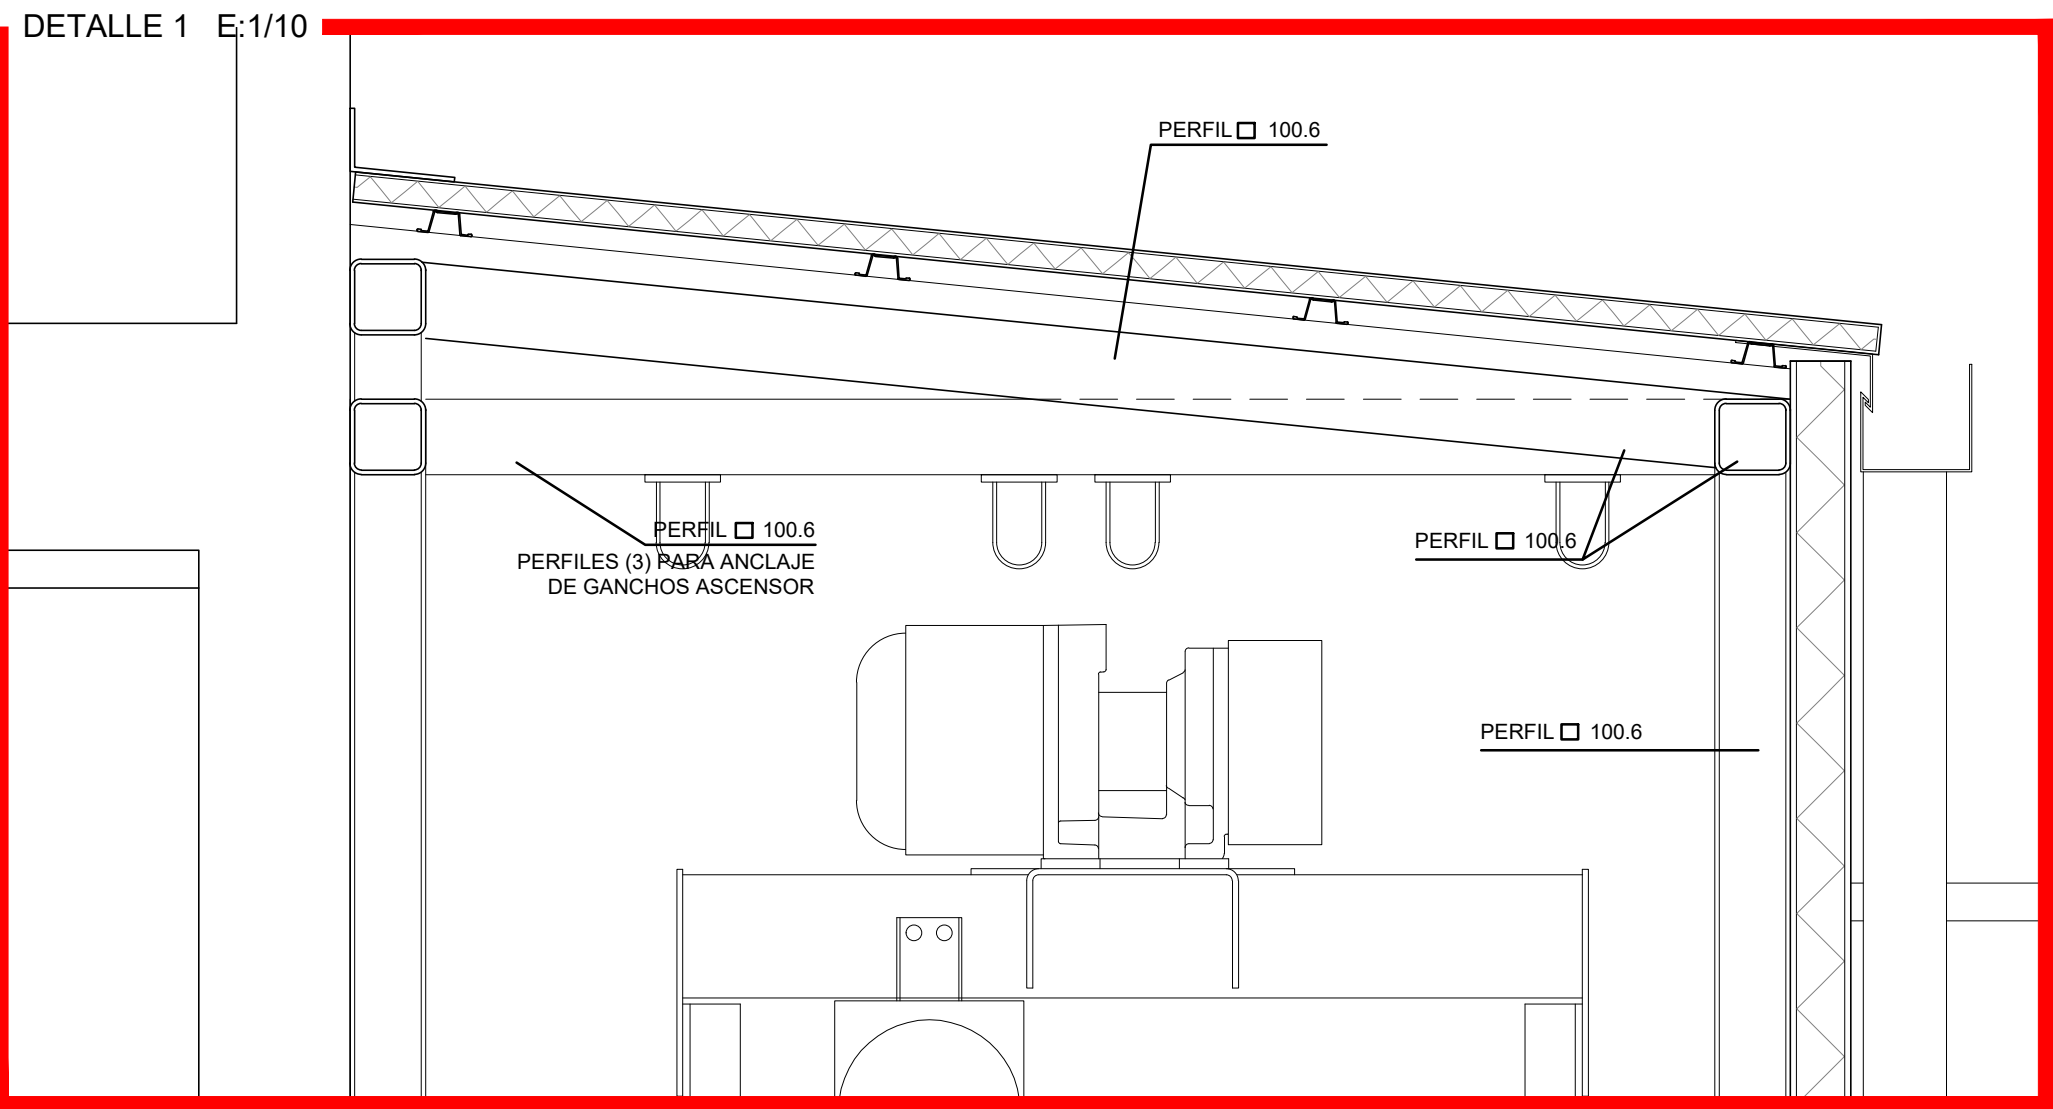 DETALLE 1 E:1/10
PERFIL □ 100.6
PERFIL □ 100.6
PERFILES (3) PARA ANCLAJE
DE GANCHOS ASCENSOR
PERFIL □ 100.6
PERFIL □ 100.6